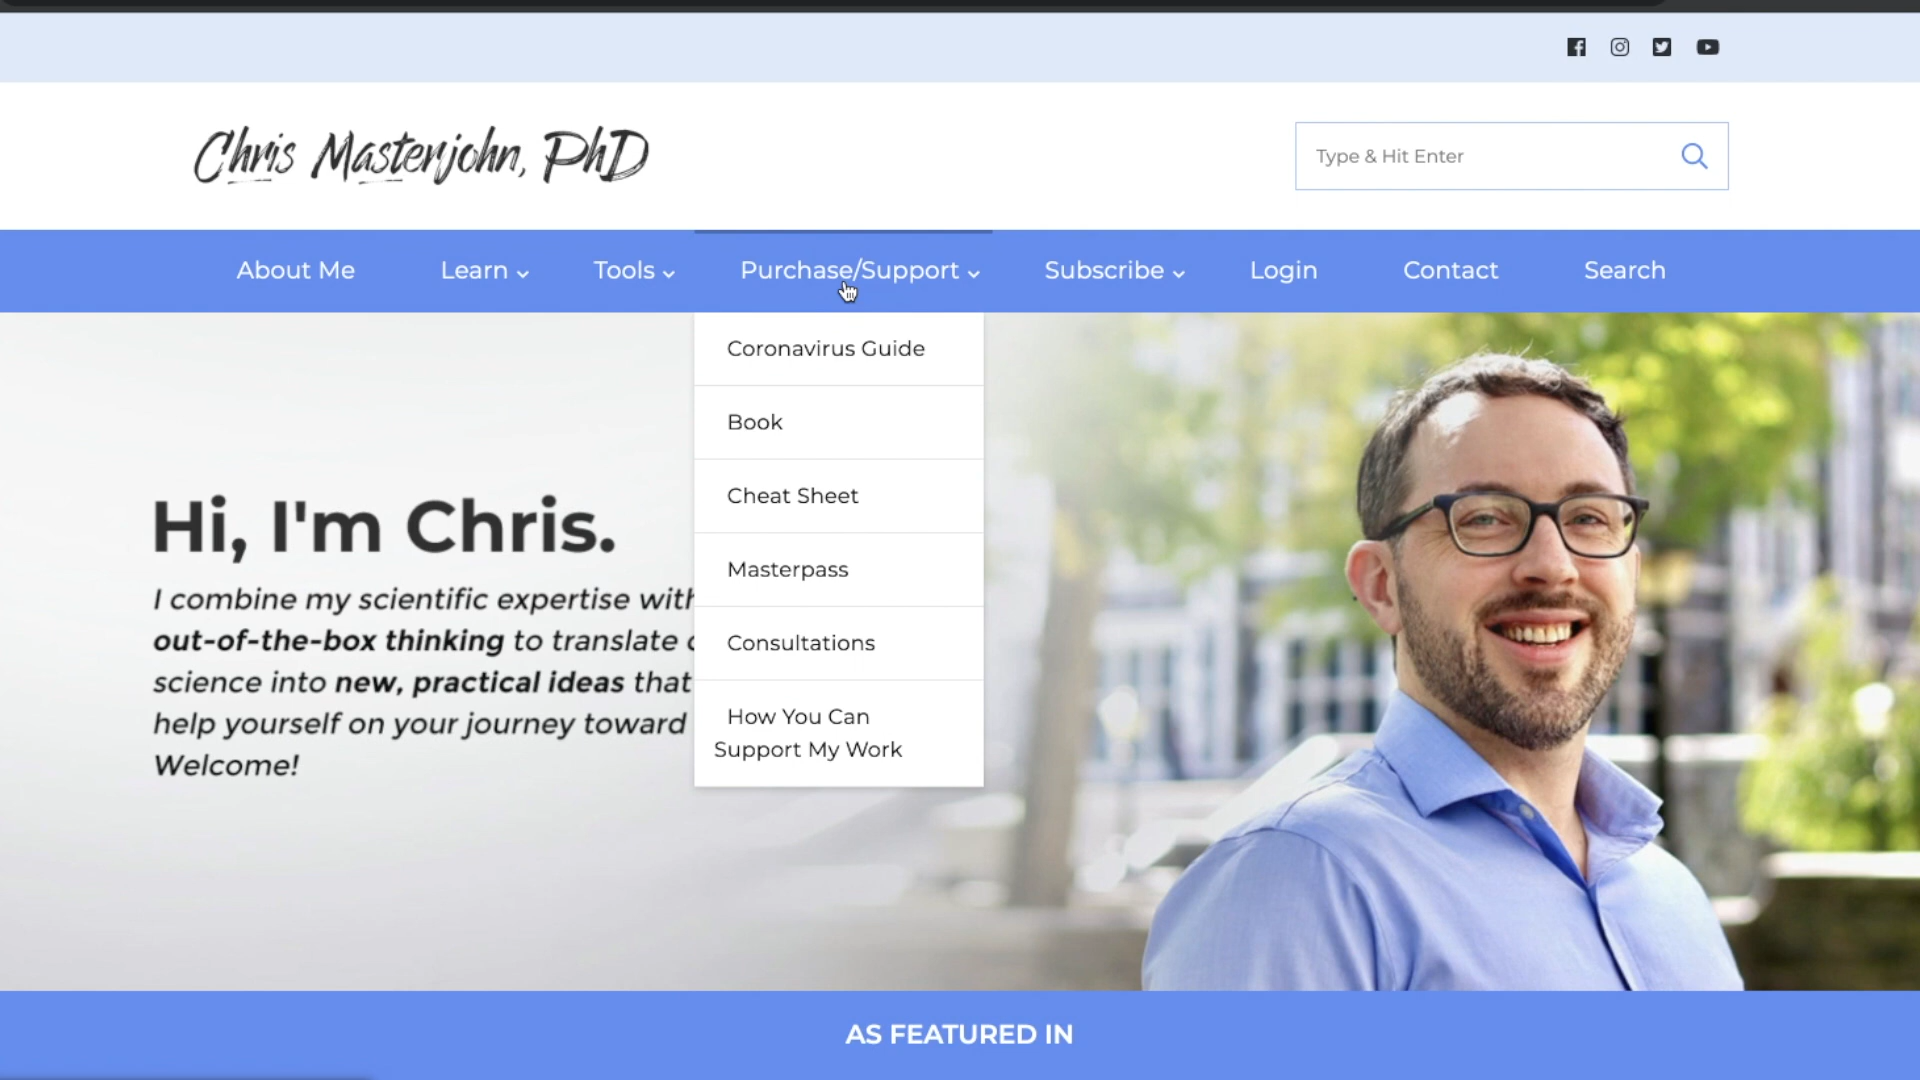 Chris Masterjohn, PhD
Type & Hit Enter
About Me Learn Tools Purchase/Support Subscribe Login Contact Search
Coronavirus Guide
Book
Cheat Sheet
Masterpass
Consultations
How You Can
Support My Work
Hi, I'm Chris.
I combine my scientific expertise with
out-of-the-box thinking to translate
science into new, practical ideas that
help yourself on your journey toward
Welcome!
AS FEATURED IN